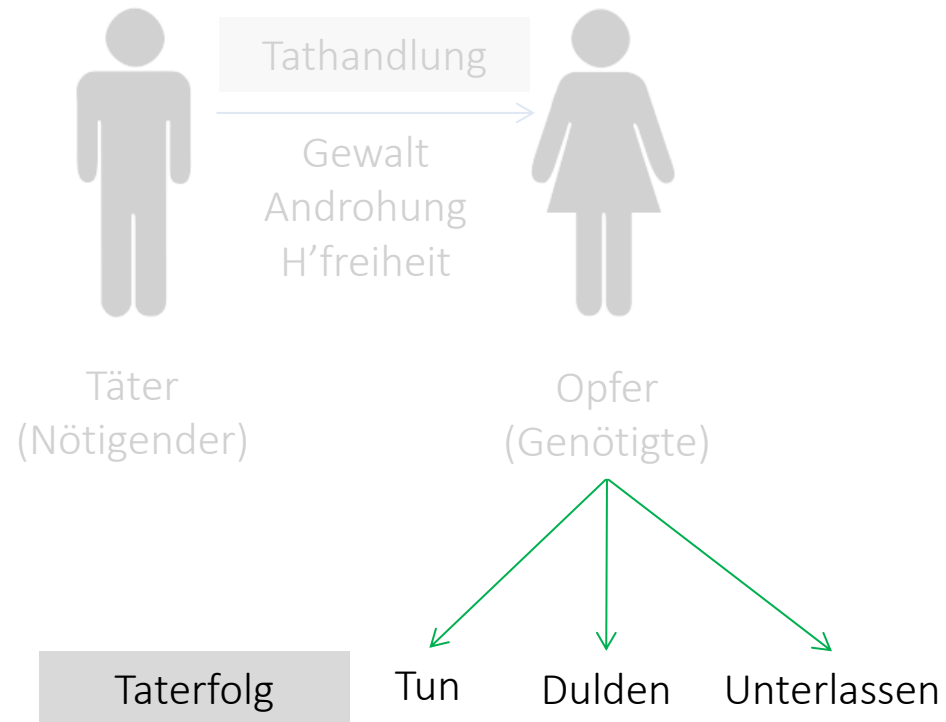 Tathandlung
Gewalt
Androhung
H’freiheit
Täter
(Nötigender)
Opfer
(Genötigte)
Taterfolg
Tun
Dulden
Unterlassen